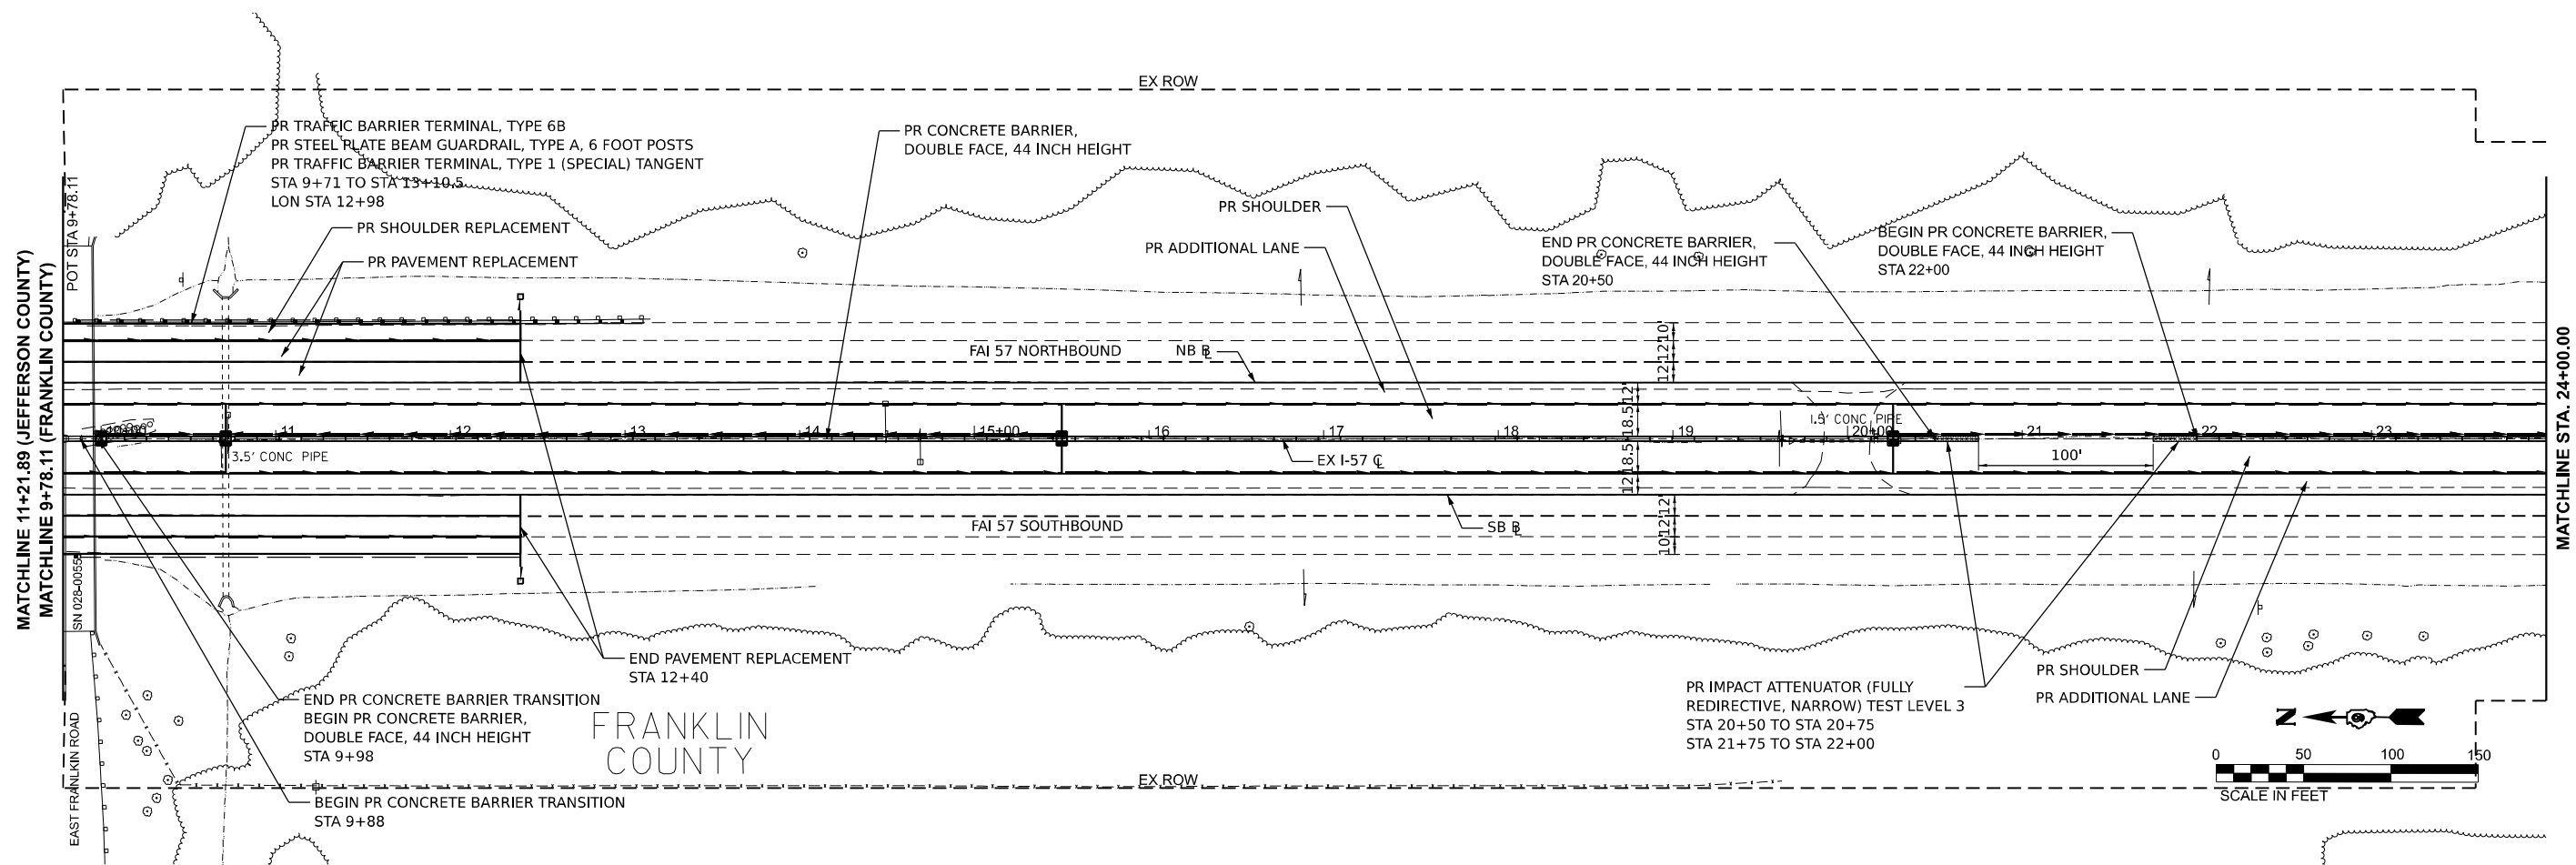 EX ROW
PR TRAFFIC BARRIER TERMINAL, TYPE 6B
PR STEEL PLATE BEAM GUARDRAIL, TYPE A, 6 FOOT POSTS
PR TRAFFIC BARRIER TERMINAL, TYPE 1 (SPECIAL) TANGENT
STA 9+71 TO STA 13+10.5
LON STA 12+98
PR CONCRETE BARRIER,
DOUBLE FACE, 44 INCH HEIGHT
PR SHOULDER REPLACEMENT
PR PAVEMENT REPLACEMENT
PR SHOULDER
PR ADDITIONAL LANE
END PR CONCRETE BARRIER,
DOUBLE FACE, 44 INCH HEIGHT
STA 20+50
BEGIN PR CONCRETE BARRIER,
DOUBLE FACE, 44 INCH HEIGHT
STA 22+00
MATCHLINE 11+21.89 (JEFFERSON COUNTY)
MATCHLINE 9+78.11 (FRANKLIN COUNTY)
POT STA 9+78.11
MATCHLINE STA. 24+00.00
FAI 57 NORTHBOUND
NB BL
10'
12'
12'
12'
18.5'
18.5'
12'
12'
12'
10'
10+00
11
12
13
14
15+00
16
17
18
19
20+00
21
22
23
3.5' CONC PIPE
1.5' CONC PIPE
EX I-57 CL
100'
FAI 57 SOUTHBOUND
SB BL
SN 028-0055
EAST FRANLKIN ROAD
END PAVEMENT REPLACEMENT
STA 12+40
END PR CONCRETE BARRIER TRANSITION
BEGIN PR CONCRETE BARRIER,
DOUBLE FACE, 44 INCH HEIGHT
STA 9+98
BEGIN PR CONCRETE BARRIER TRANSITION
STA 9+88
FRANKLIN
COUNTY
PR IMPACT ATTENUATOR (FULLY
REDIRECTIVE, NARROW) TEST LEVEL 3
STA 20+50 TO STA 20+75
STA 21+75 TO STA 22+00
PR SHOULDER
PR ADDITIONAL LANE
EX ROW
N
0 50 100 150
SCALE IN FEET